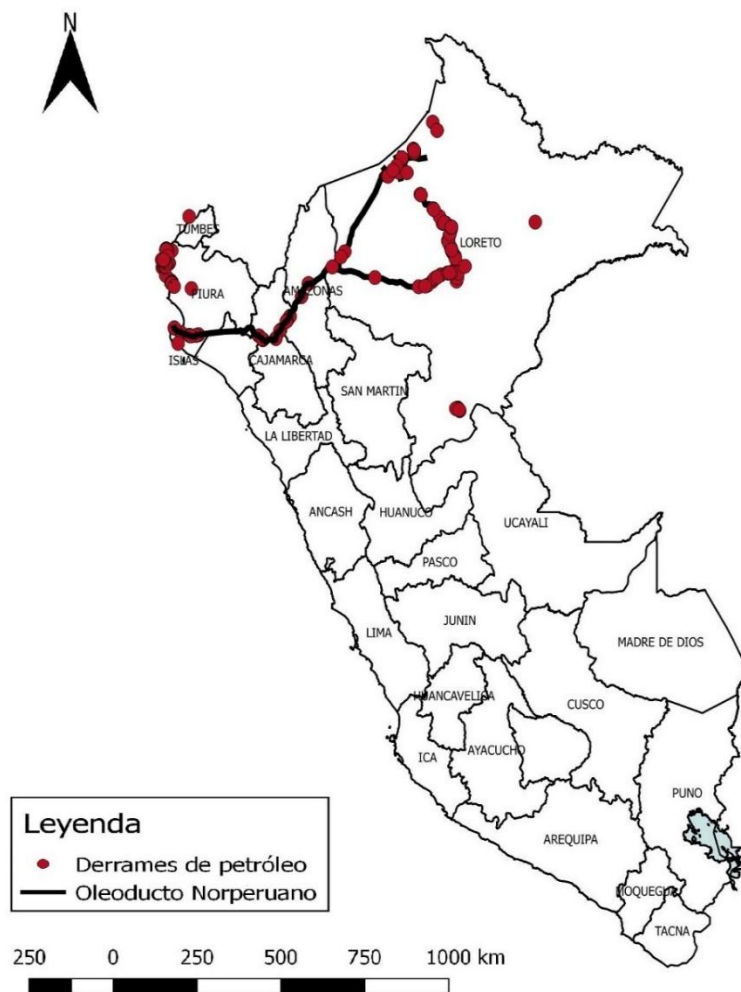 N
TUMBES
PIURA
LORETO
AMAZONAS
ISLAS
CAJAMARCA
SAN MARTIN
LA LIBERTAD
ANCASH
HUANUCO
UCAYALI
PASCO
LIMA
JUNIN
MADRE DE DIOS
HUANCAVELICA
CUSCO
ICA
AYACUCHO
PUNO
AREQUIPA
MOQUEGUA
TACNA
Leyenda
Derrames de petróleo
Oleoducto Norperuano
250 0 250 500 750 1000 km